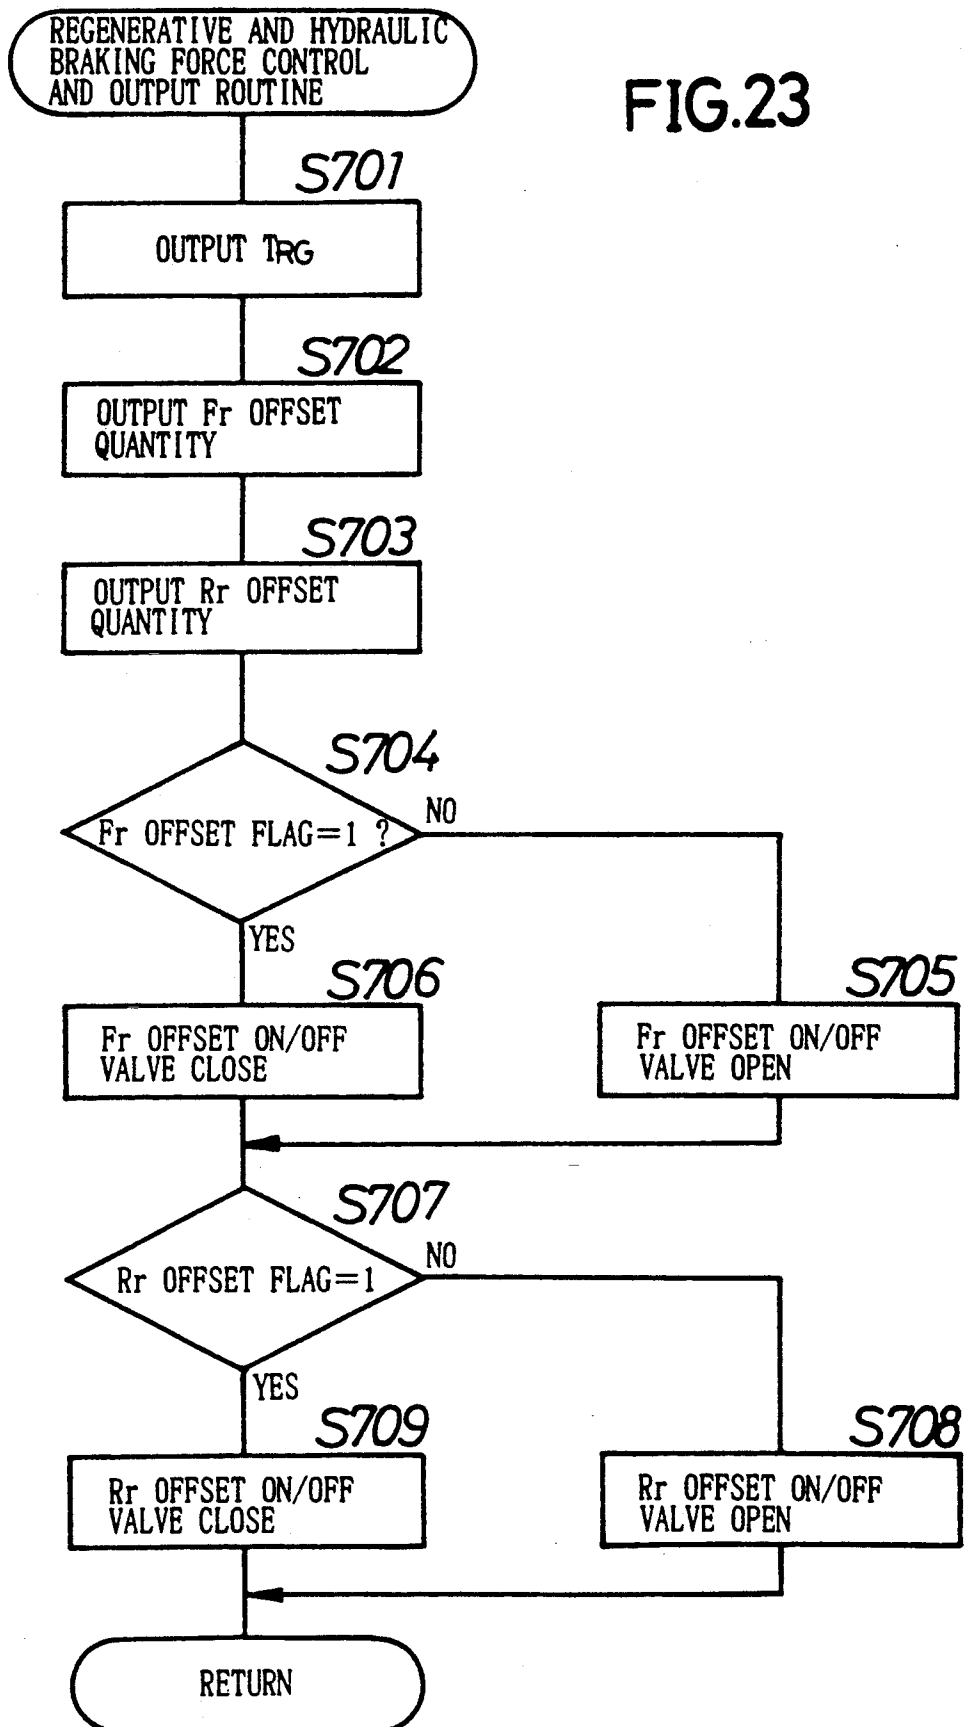 REGENERATIVE AND HYDRAULIC
BRAKING FORCE CONTROL
AND OUTPUT ROUTINE
FIG.23
S701
OUTPUT TRG
S702
OUTPUT Fr OFFSET
QUANTITY
S703
OUTPUT Rr OFFSET
QUANTITY
S704
Fr OFFSET FLAG=1 ?
NO
YES
S706
Fr OFFSET ON/OFF
VALVE CLOSE
S705
Fr OFFSET ON/OFF
VALVE OPEN
S707
Rr OFFSET FLAG=1
NO
YES
S709
Rr OFFSET ON/OFF
VALVE CLOSE
S708
Rr OFFSET ON/OFF
VALVE OPEN
RETURN